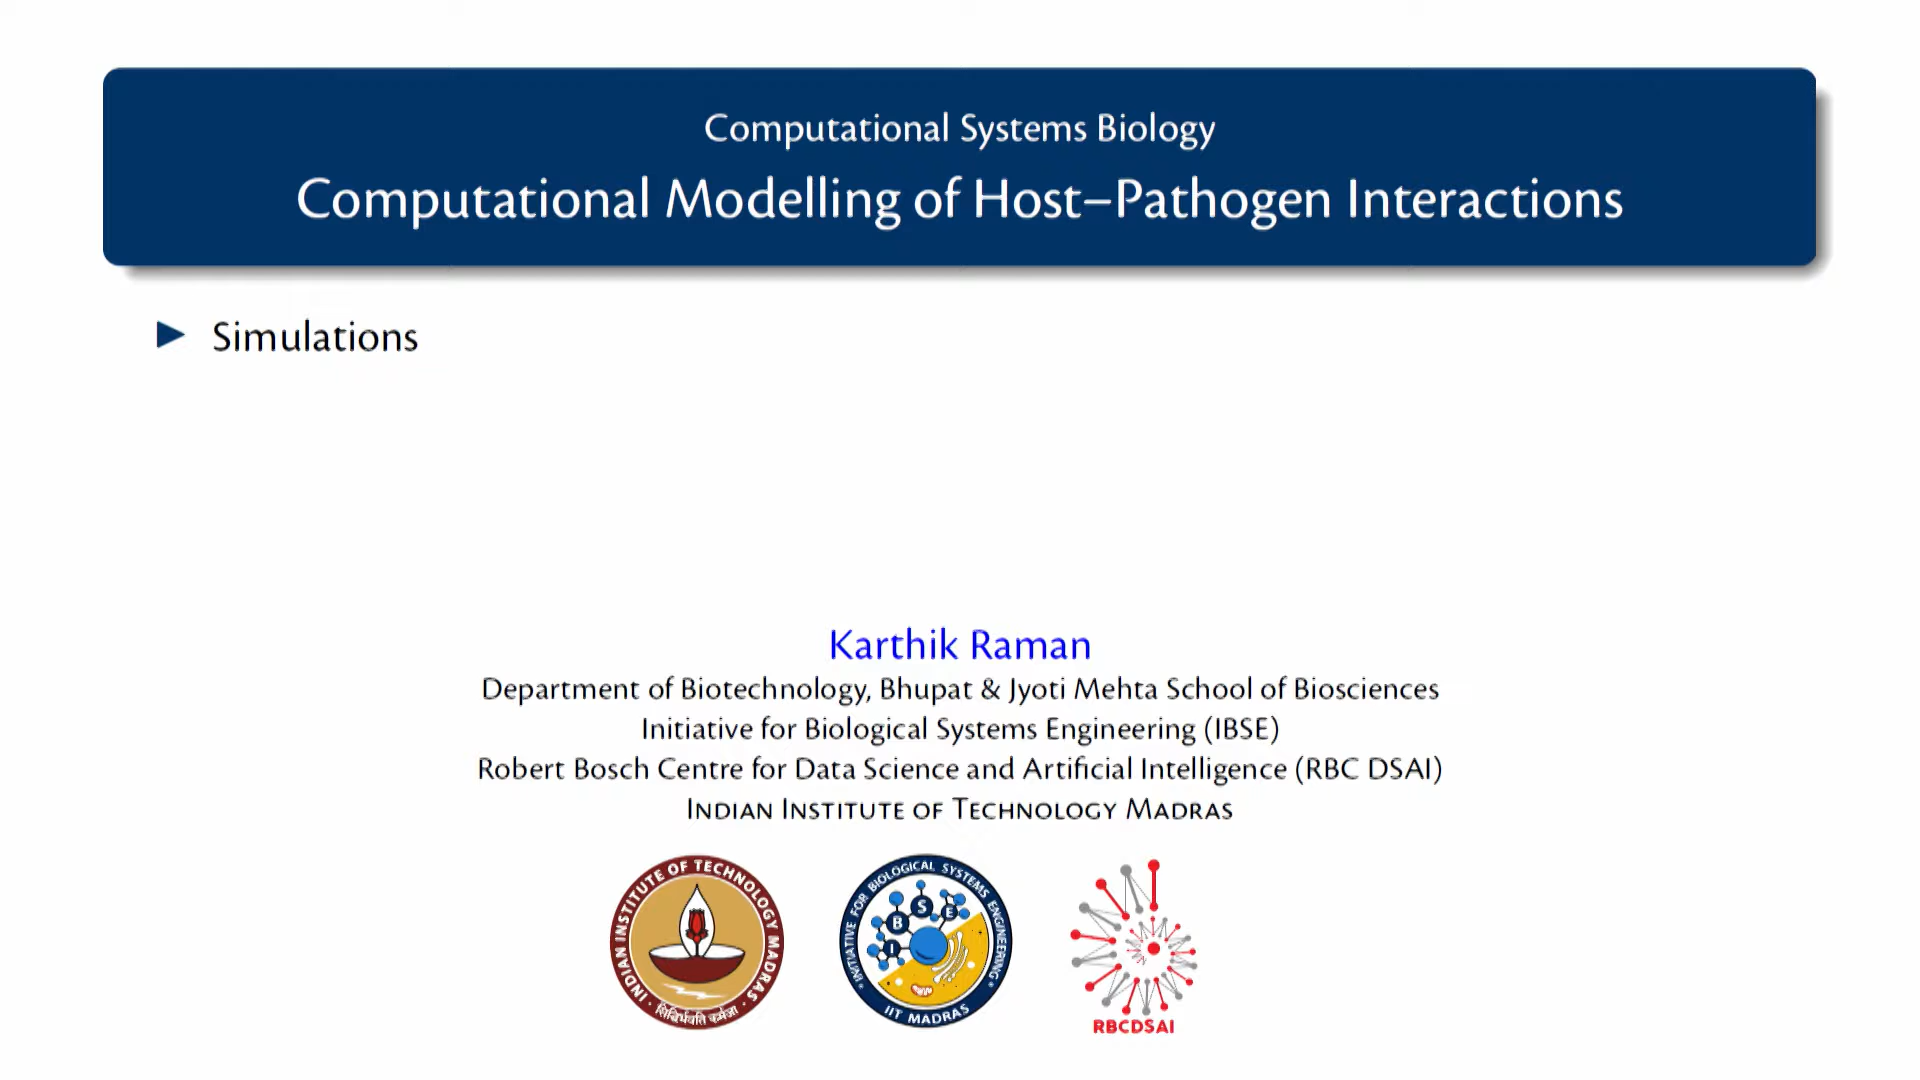 Computational Systems Biology
Computational Modelling of Host–Pathogen Interactions
Simulations
Karthik Raman
Department of Biotechnology, Bhupat & Jyoti Mehta School of Biosciences
Initiative for Biological Systems Engineering (IBSE)
Robert Bosch Centre for Data Science and Artificial Intelligence (RBC DSAI)
INDIAN INSTITUTE OF TECHNOLOGY MADRAS
INDIAN INSTITUTE OF TECHNOLOGY MADRAS
INITIATIVE FOR BIOLOGICAL SYSTEMS ENGINEERING
I B S E
IIT MADRAS
RBCDSAI